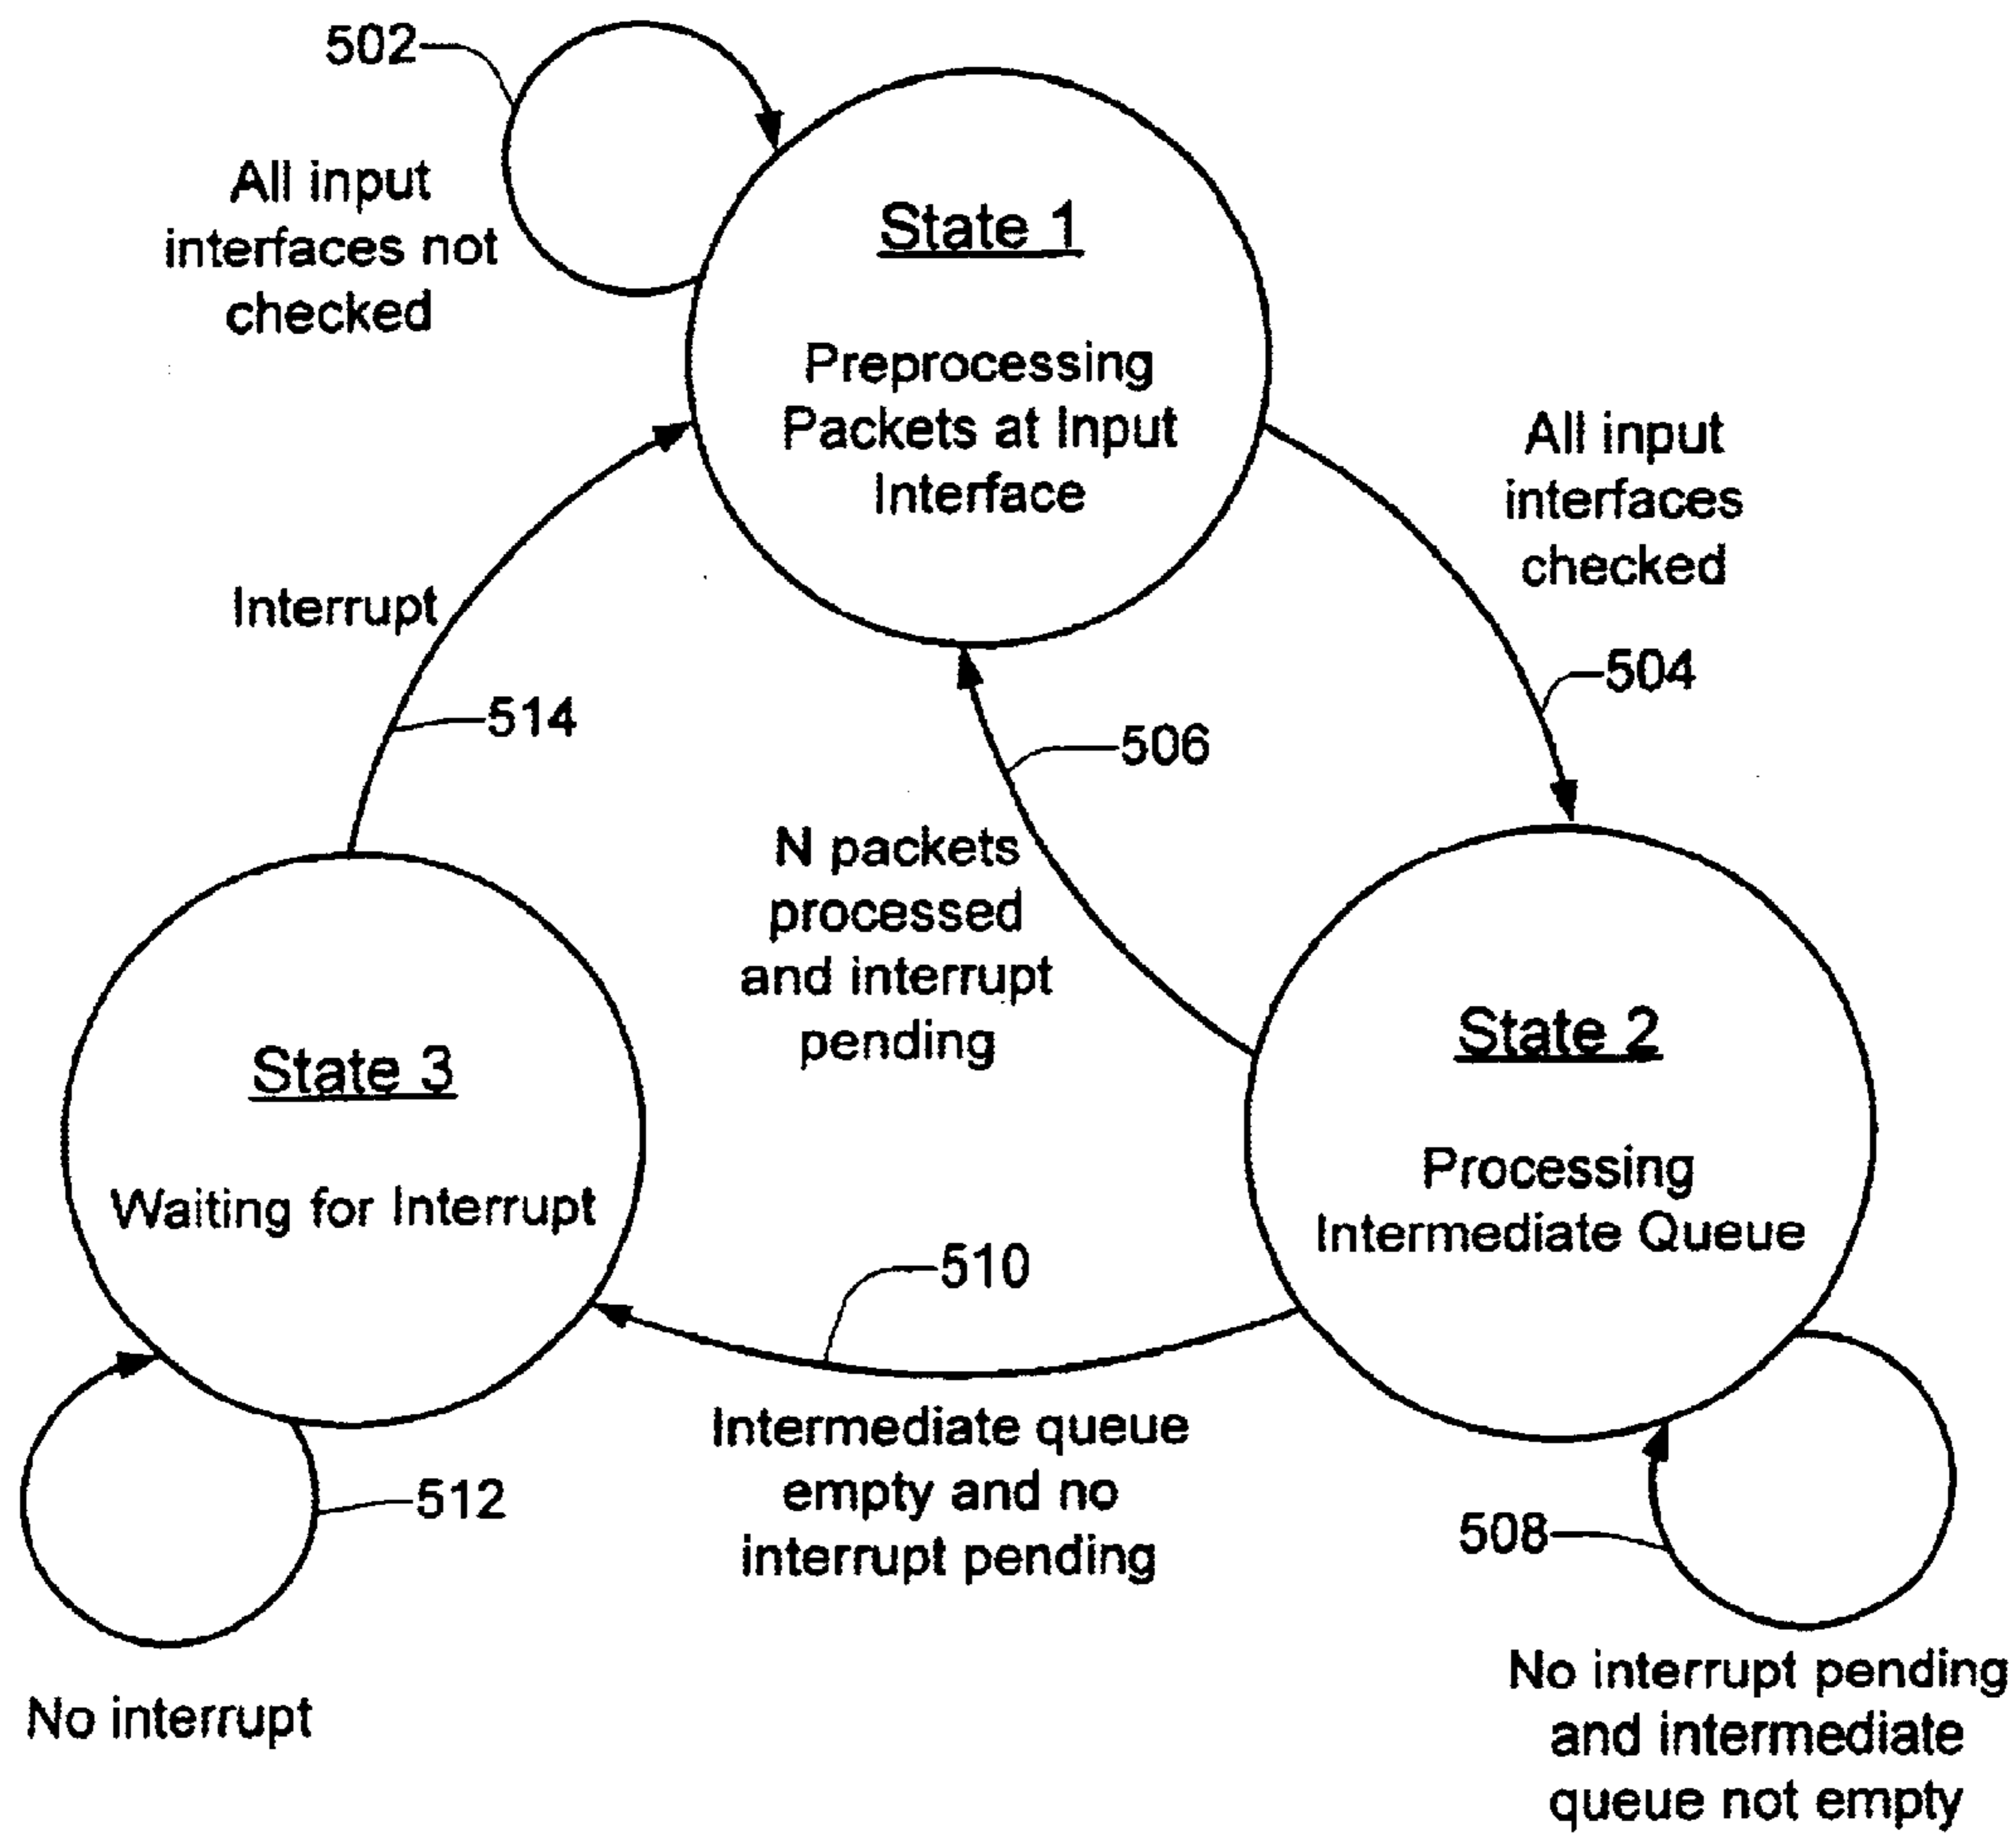 502
All input
interfaces not
checked
State 1
Preprocessing
Packets at Input
Interface
All input
interfaces
checked
504
Interrupt
514
506
N packets
processed
and interrupt
pending
State 3
Waiting for Interrupt
State 2
Processing
Intermediate Queue
510
Intermediate queue
empty and no
interrupt pending
512
No interrupt
508
No interrupt pending
and intermediate
queue not empty